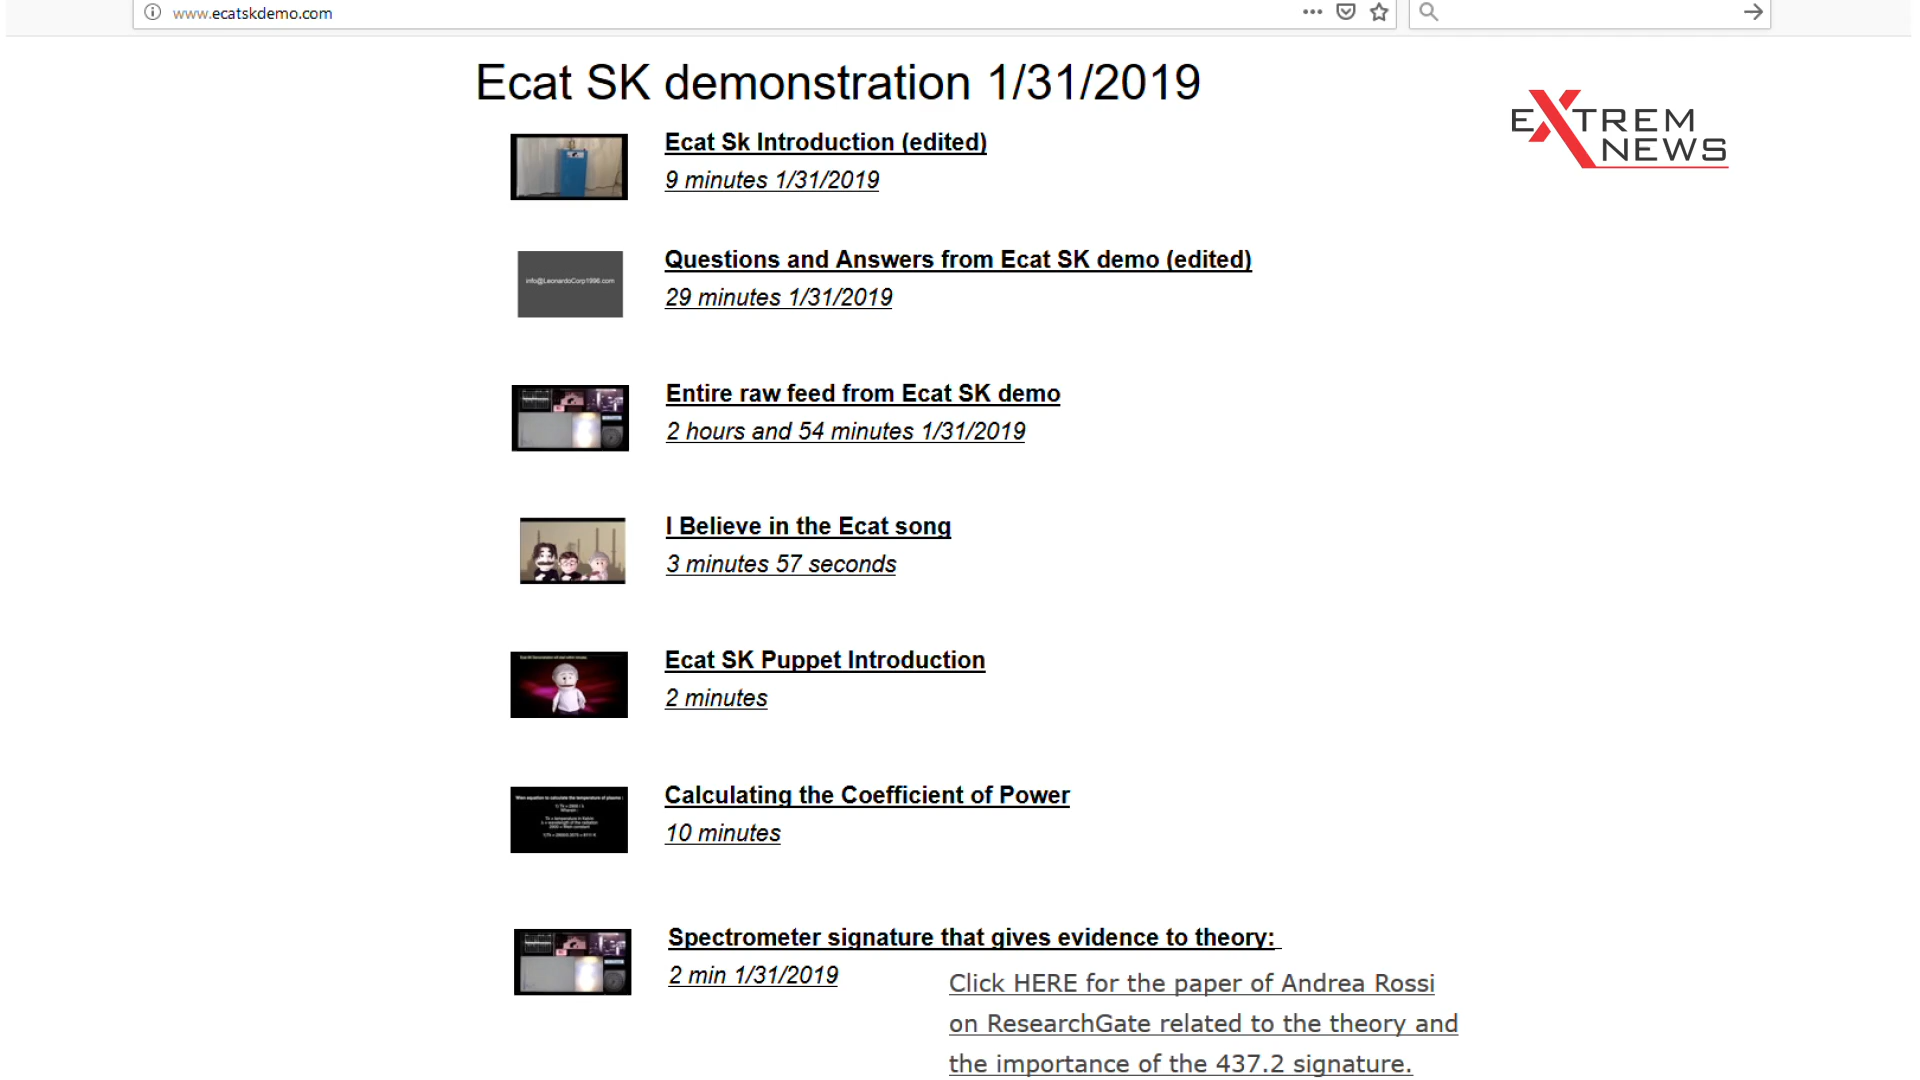 www.ecatskdemo.com
Ecat SK demonstration 1/31/2019
EXTREM
NEWS
Ecat Sk Introduction (edited)
9 minutes 1/31/2019
Questions and Answers from Ecat SK demo (edited)
info@LeonardoCorp1996.com
29 minutes 1/31/2019
Entire raw feed from Ecat SK demo
2 hours and 54 minutes 1/31/2019
I Believe in the Ecat song
3 minutes 57 seconds
Ecat SK Puppet Introduction
2 minutes
Calculating the Coefficient of Power
10 minutes
Spectrometer signature that gives evidence to theory:
2 min 1/31/2019
Click HERE for the paper of Andrea Rossi
on ResearchGate related to the theory and
the importance of the 437.2 signature.